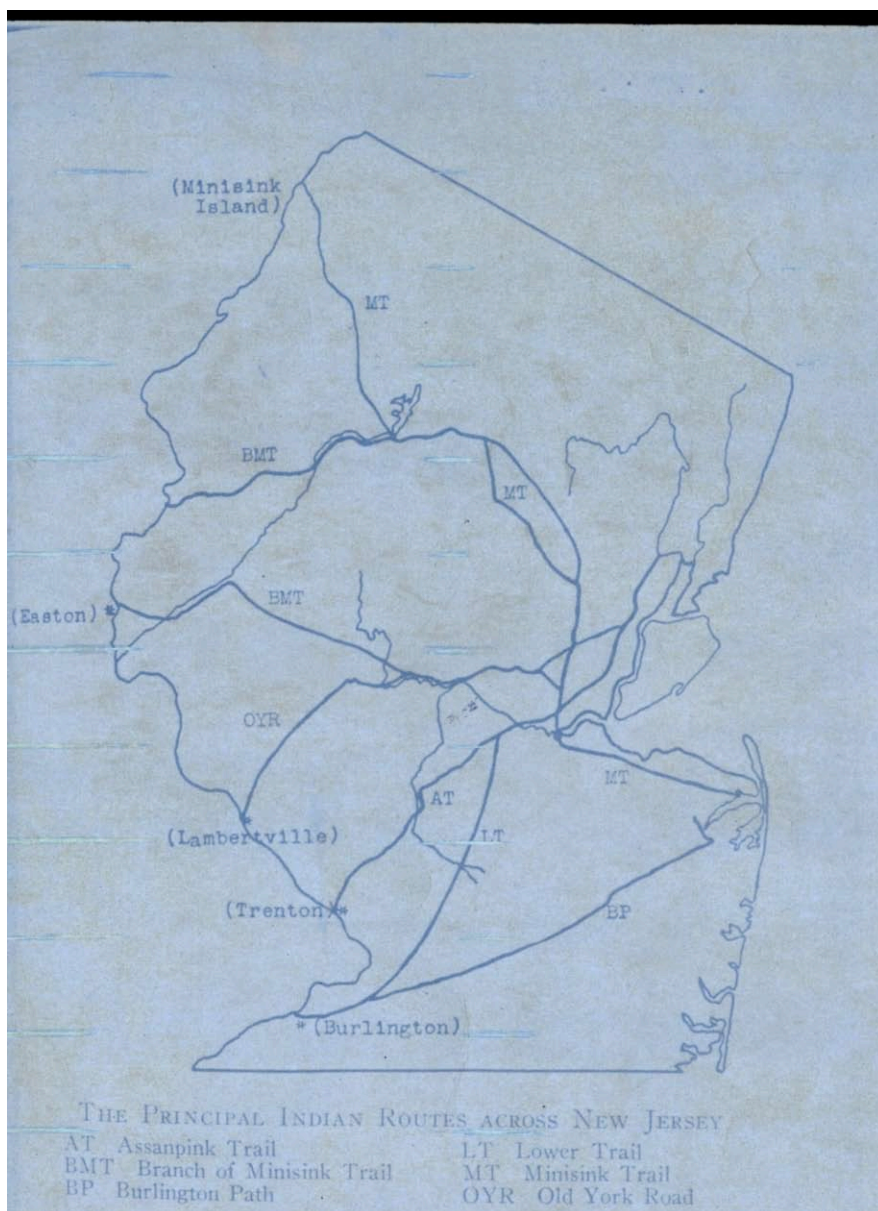 (Minisink
Island)
MT
BMT
MT
(Easton) *
BMT
OYR
MT
AT
(Lambertville)
LT
(Trenton)*
BP
* (Burlington)
THE PRINCIPAL INDIAN ROUTES ACROSS NEW JERSEY
AT Assanpink Trail
BMT Branch of Minisink Trail
BP Burlington Path
LT Lower Trail
MT Minisink Trail
OYR Old York Road